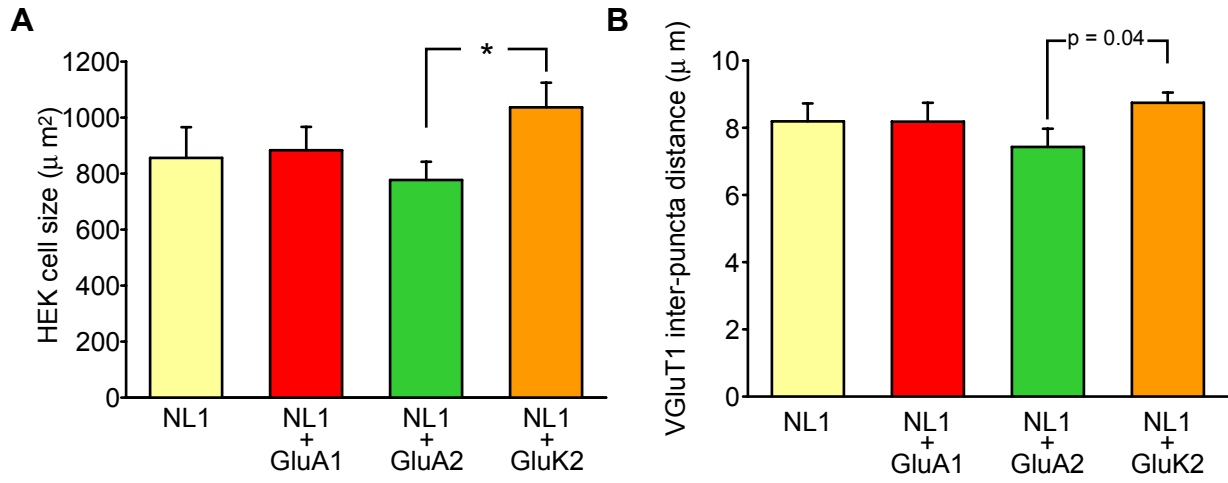 A
HEK cell size (μ m²)
1200
1000
800
600
400
200
0
*
NL1
NL1
+
GluA1
NL1
+
GluA2
NL1
+
GluK2
B
VGluT1 inter-puncta distance (μ m)
10
8
6
4
2
0
p = 0.04
NL1
NL1
+
GluA1
NL1
+
GluA2
NL1
+
GluK2